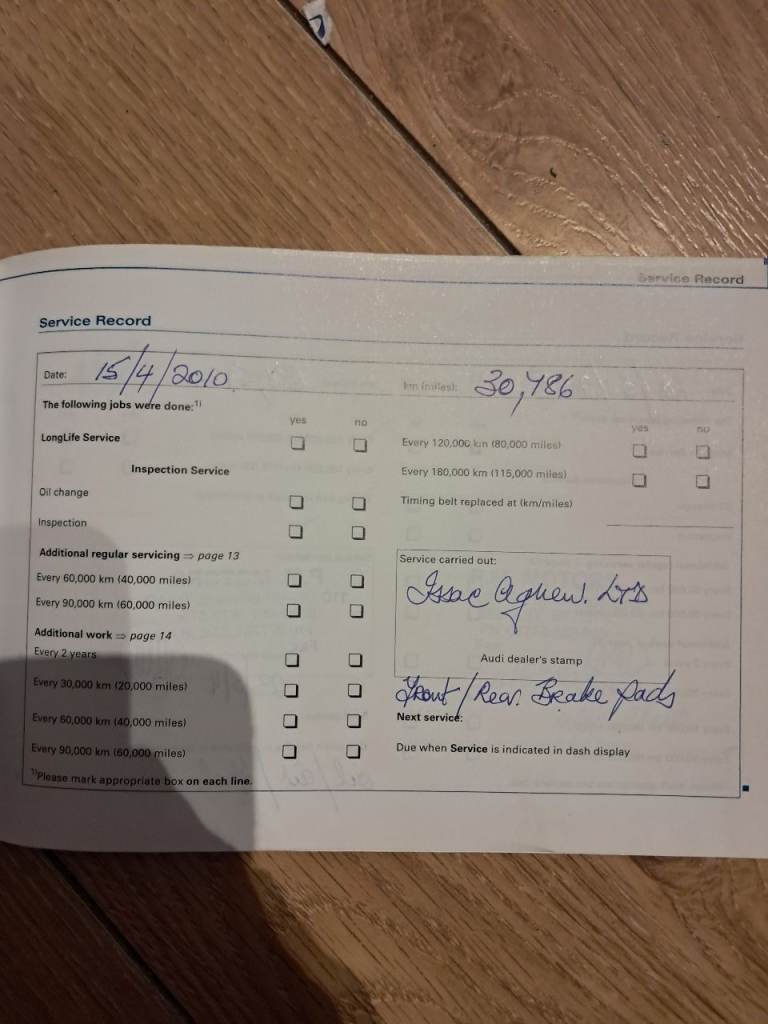 Service Record
Service Record
Date: 15/4/2010
km (miles): 30,786
The following jobs were done:1)
yes no
LongLife Service
Inspection Service
Oil change
Inspection
Additional regular servicing ⇒ page 13
Every 60,000 km (40,000 miles)
Every 90,000 km (60,000 miles)
Additional work ⇒ page 14
Every 2 years
Every 30,000 km (20,000 miles)
Every 60,000 km (40,000 miles)
Every 90,000 km (60,000 miles)
1)Please mark appropriate box on each line.
yes no
Every 120,000 km (80,000 miles)
Every 180,000 km (115,000 miles)
Timing belt replaced at (km/miles)
Service carried out:
Issac Agnew. LTD
Audi dealer's stamp
Front/Rear. Brake pads
Next service:
Due when Service is indicated in dash display